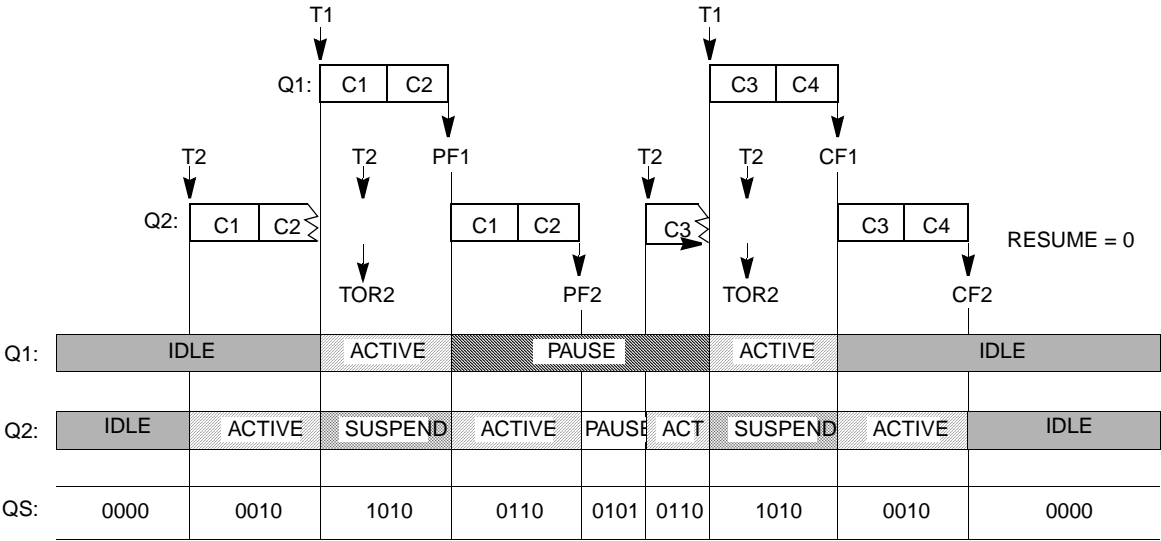 T1 T1
Q1: C1 C2 C3 C4
T2 T2 PF1 T2 T2 CF1
Q2: C1 C2 C1 C2 C3 C3 C4
RESUME = 0
TOR2 PF2 TOR2 CF2
Q1: IDLE ACTIVE PAUSE ACTIVE IDLE
Q2: IDLE ACTIVE SUSPEND ACTIVE PAUSE ACT SUSPEND ACTIVE IDLE
QS: 0000 0010 1010 0110 0101 0110 1010 0010 0000